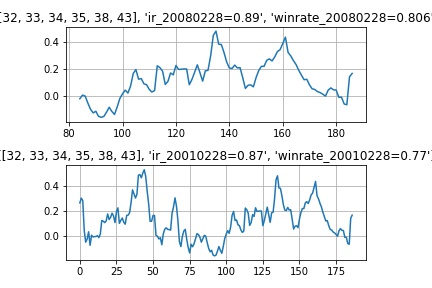 [32, 33, 34, 35, 38, 43], 'ir_20080228=0.89', 'winrate_20080228=0.806'
0.4
0.2
0.0
80 100 120 140 160 180
[[32, 33, 34, 35, 38, 43], 'ir_20010228=0.87', 'winrate_20010228=0.77']
0.4
0.2
0.0
0 25 50 75 100 125 150 175